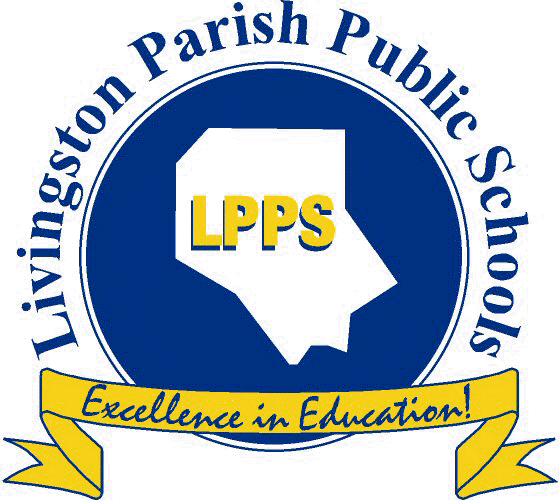 Livingston Parish Public Schools
LPPS
Excellence in Education!